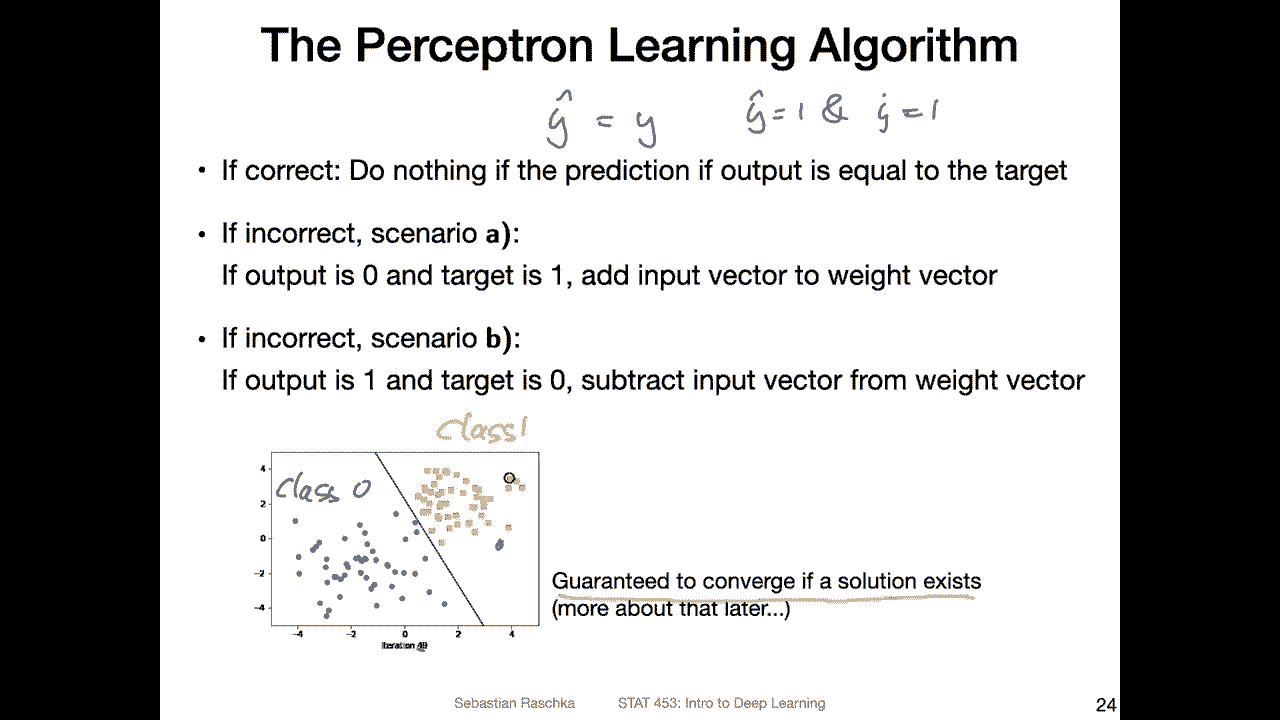 The Perceptron Learning Algorithm
ŷ = y ŷ = 1 & y = 1
• If correct: Do nothing if the prediction if output is equal to the target
• If incorrect, scenario a):
If output is 0 and target is 1, add input vector to weight vector
• If incorrect, scenario b):
If output is 1 and target is 0, subtract input vector from weight vector
Class 1
Class 0
4
2
0
−2
−4
−4 −2 0 2 4
Iteration 49
Guaranteed to converge if a solution exists
(more about that later...)
Sebastian Raschka STAT 453: Intro to Deep Learning 24